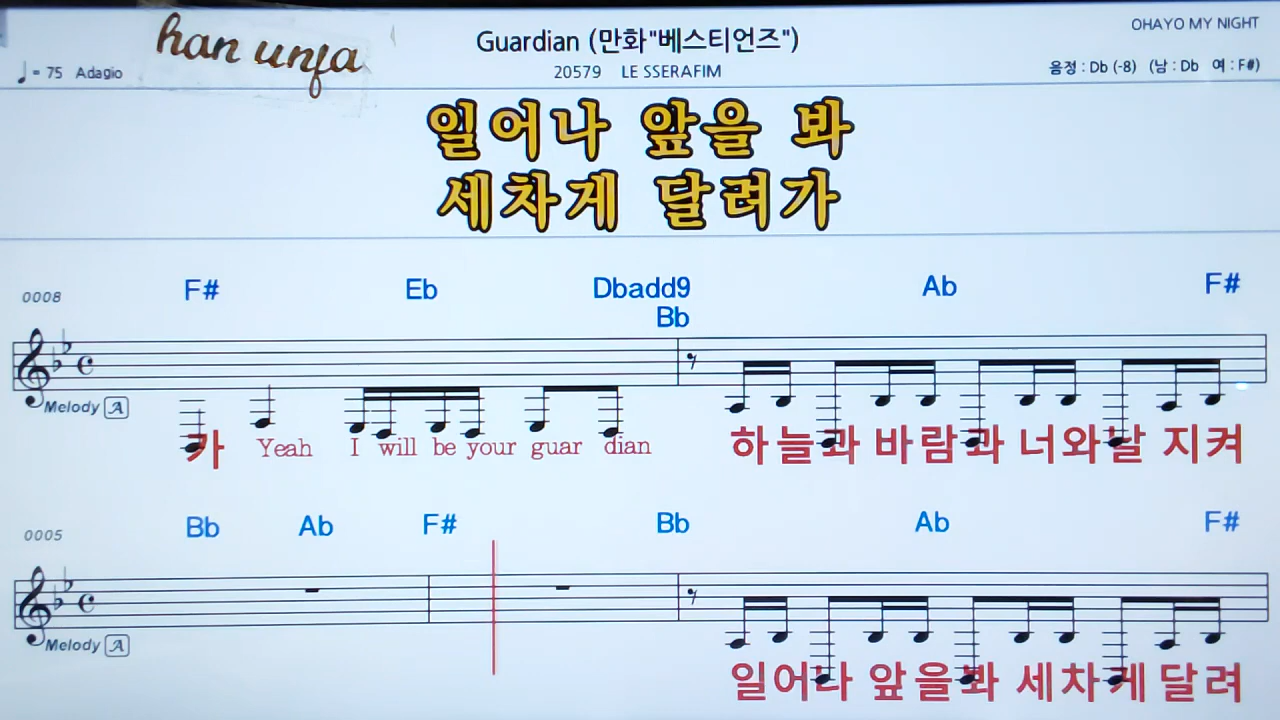 han unfa
Guardian (만화"베스티언즈")
OHAYO MY NIGHT
♩= 75 Adagio
20579 LE SSERAFIM
음정 : Db (-8) (남 : Db 여 : F#)
일어나 앞을 봐
세차게 달려가
0008 F# Eb Dbadd9 Ab F#
Bb
Melody A
가 Yeah I will be your guar dian 하늘과 바람과 너와날 지켜
0005 Bb Ab F# Bb Ab F#
Melody A
일어나 앞을봐 세차게 달려